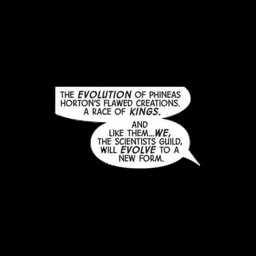 THE EVOLUTION OF PHINEAS
HORTON'S FLAWED CREATIONS.
A RACE OF KINGS.
AND
LIKE THEM...WE,
THE SCIENTISTS GUILD,
WILL EVOLVE TO A
NEW FORM.